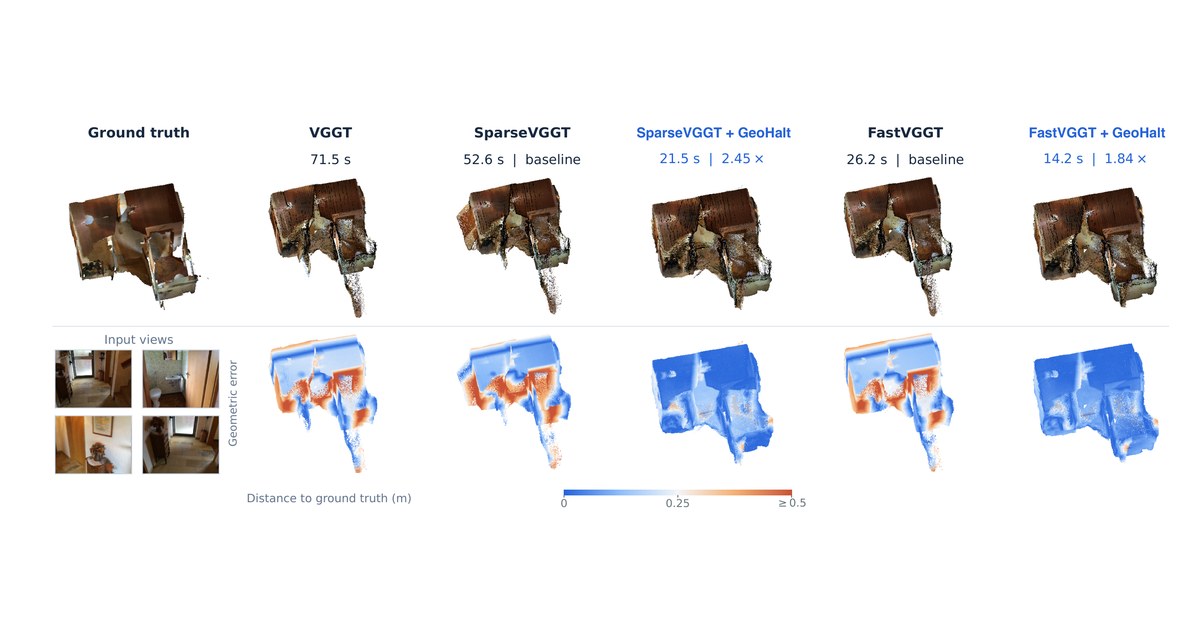 Ground truth
VGGT
SparseVGGT
SparseVGGT + GeoHalt
FastVGGT
FastVGGT + GeoHalt
71.5 s
52.6 s | baseline
21.5 s | 2.45 ×
26.2 s | baseline
14.2 s | 1.84 ×
Input views
Geometric error
Distance to ground truth (m)
0
0.25
≥ 0.5